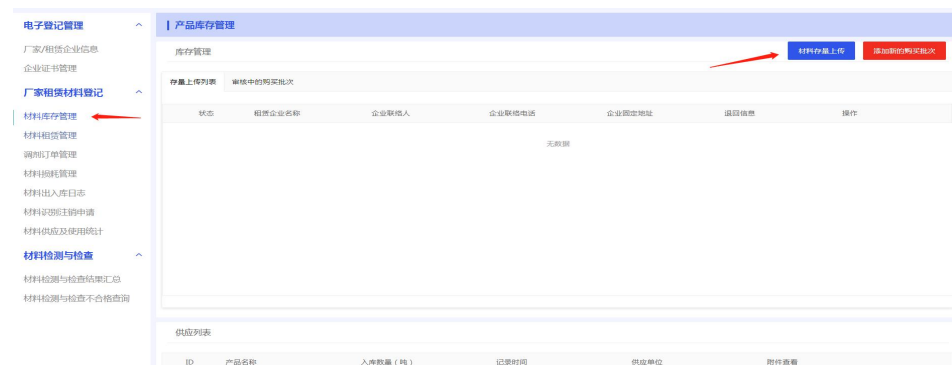 电子登记管理
厂家/租赁企业信息
企业证书管理
厂家租赁材料登记
材料库存管理
材料租赁管理
调剂订单管理
材料损耗管理
材料出入库日志
材料识别注销申请
材料供应及使用统计
材料检测与检查
材料检测与检查结果汇总
材料检测与检查不合格查询
产品库存管理
库存管理
材料存量上传 添加新的购买批次
存量上传列表 审核中的购买批次
状态 租赁企业名称 企业联络人 企业联络电话 企业固定地址 退回信息 操作
无数据
供应列表
ID 产品名称 入库数量（吨） 记录时间 供应单位 附件查看